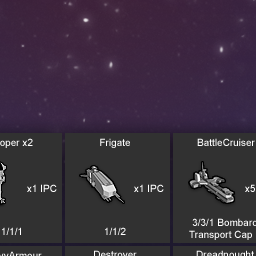 oper x2
Frigate
BattleCruiser
x1 IPC
x1 IPC
x5
1/1/1
1/1/2
3/3/1 Bombard
Transport Cap
Destroyer
Dreadnought